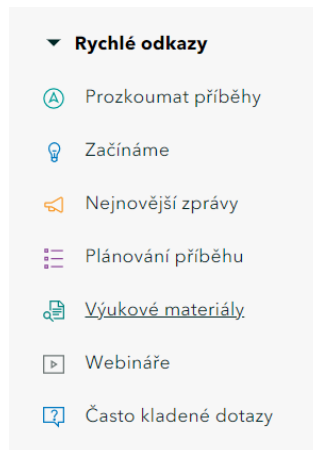 Rychlé odkazy
Prozkoumat příběhy
Začínáme
Nejnovější zprávy
Plánování příběhu
Výukové materiály
Webináře
Často kladené dotazy